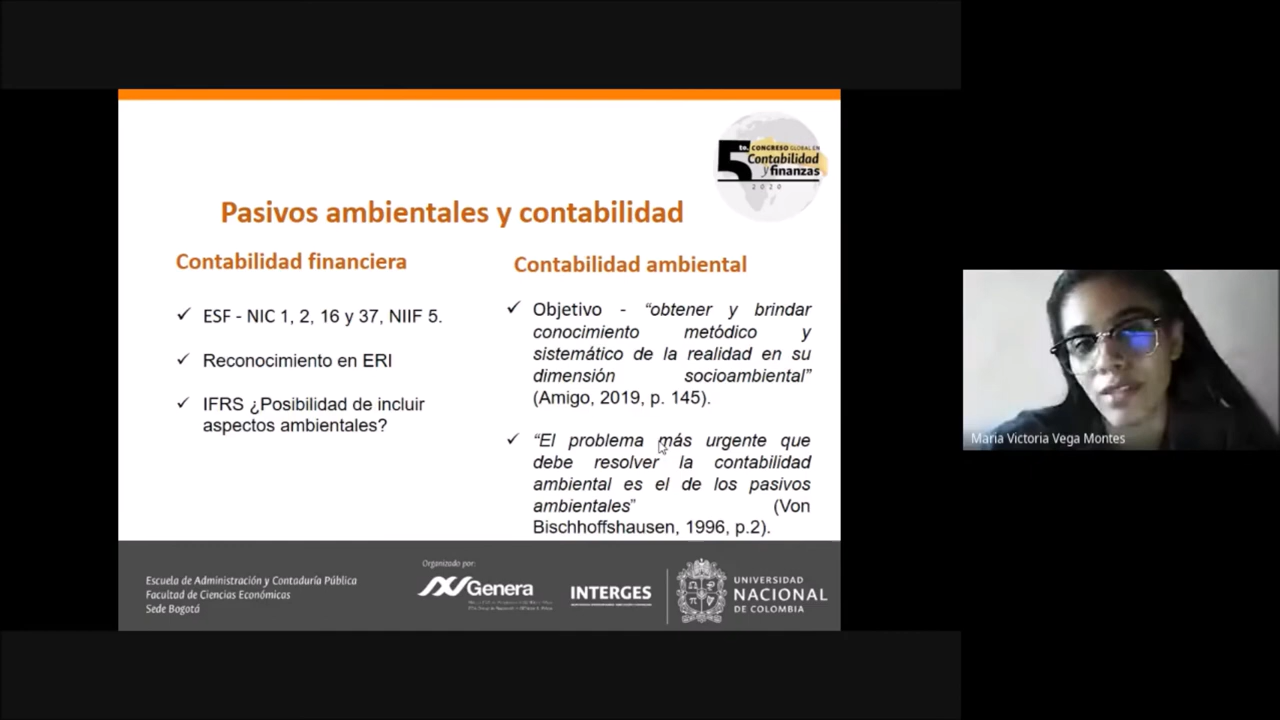 5to. CONGRESO GLOBAL EN
Contabilidad
y finanzas
2020
Pasivos ambientales y contabilidad
Contabilidad financiera
✓ ESF - NIC 1, 2, 16 y 37, NIIF 5.
✓ Reconocimiento en ERI
✓ IFRS ¿Posibilidad de incluir
aspectos ambientales?
Contabilidad ambiental
✓ Objetivo - “obtener y brindar
conocimiento metódico y
sistemático de la realidad en su
dimensión socioambiental”
(Amigo, 2019, p. 145).
✓ “El problema más urgente que
debe resolver la contabilidad
ambiental es el de los pasivos
ambientales” (Von
Bischhoffshausen, 1996, p.2).
Maria Victoria Vega Montes
Escuela de Administración y Contaduría Pública
Facultad de Ciencias Económicas
Sede Bogotá
Organizado por:
Genera
INTERGES
UNIVERSIDAD
NACIONAL
DE COLOMBIA